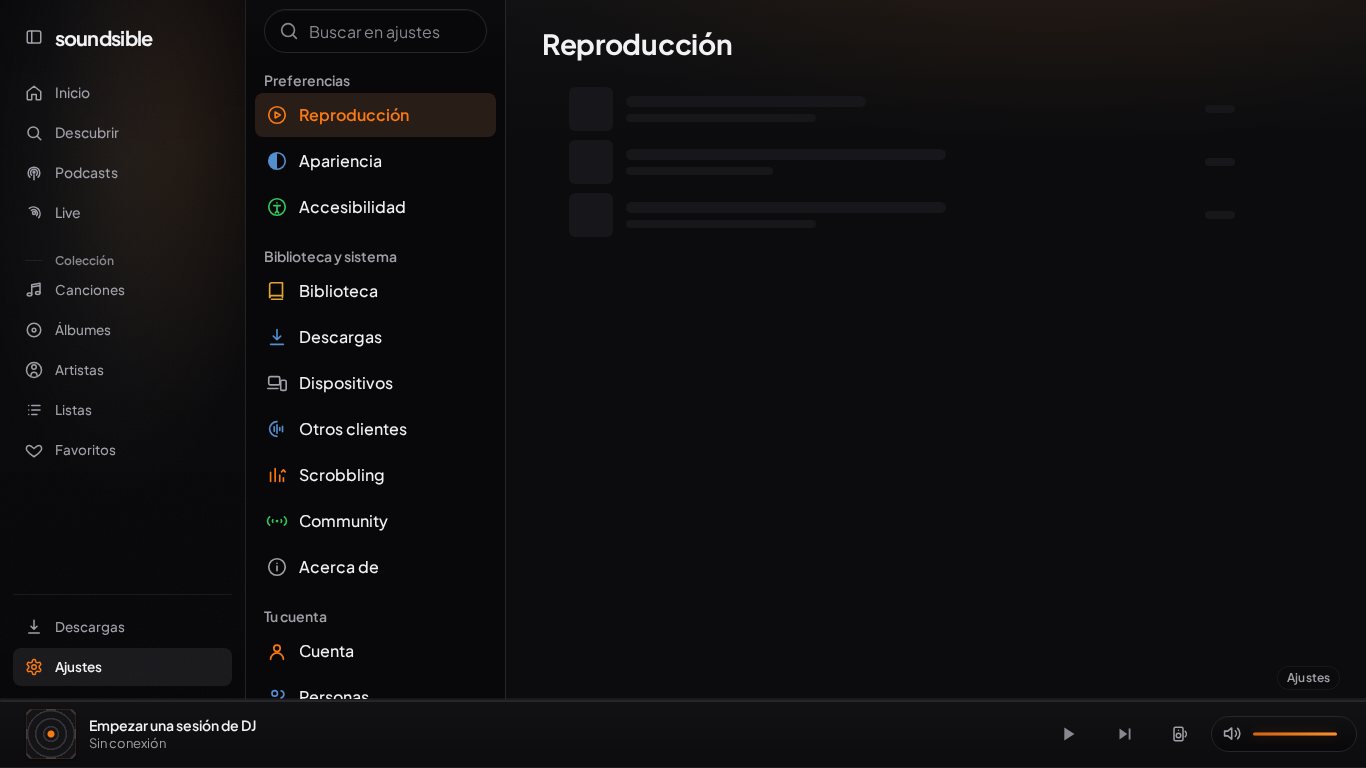 soundsible
Inicio
Descubrir
Podcasts
Live
Colección
Canciones
Álbumes
Artistas
Listas
Favoritos
Descargas
Ajustes
Buscar en ajustes
Preferencias
Reproducción
Apariencia
Accesibilidad
Biblioteca y sistema
Biblioteca
Descargas
Dispositivos
Otros clientes
Scrobbling
Community
Acerca de
Tu cuenta
Cuenta
Personas
Reproducción
Ajustes
Empezar una sesión de DJ
Sin conexión